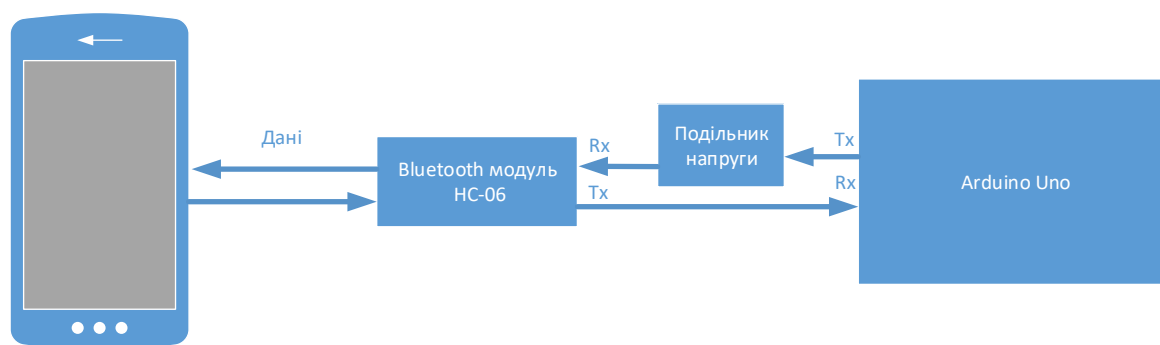 Дані
Bluetooth модуль
HC-06
Rx
Tx
Подільник
напруги
Tx
Rx
Arduino Uno